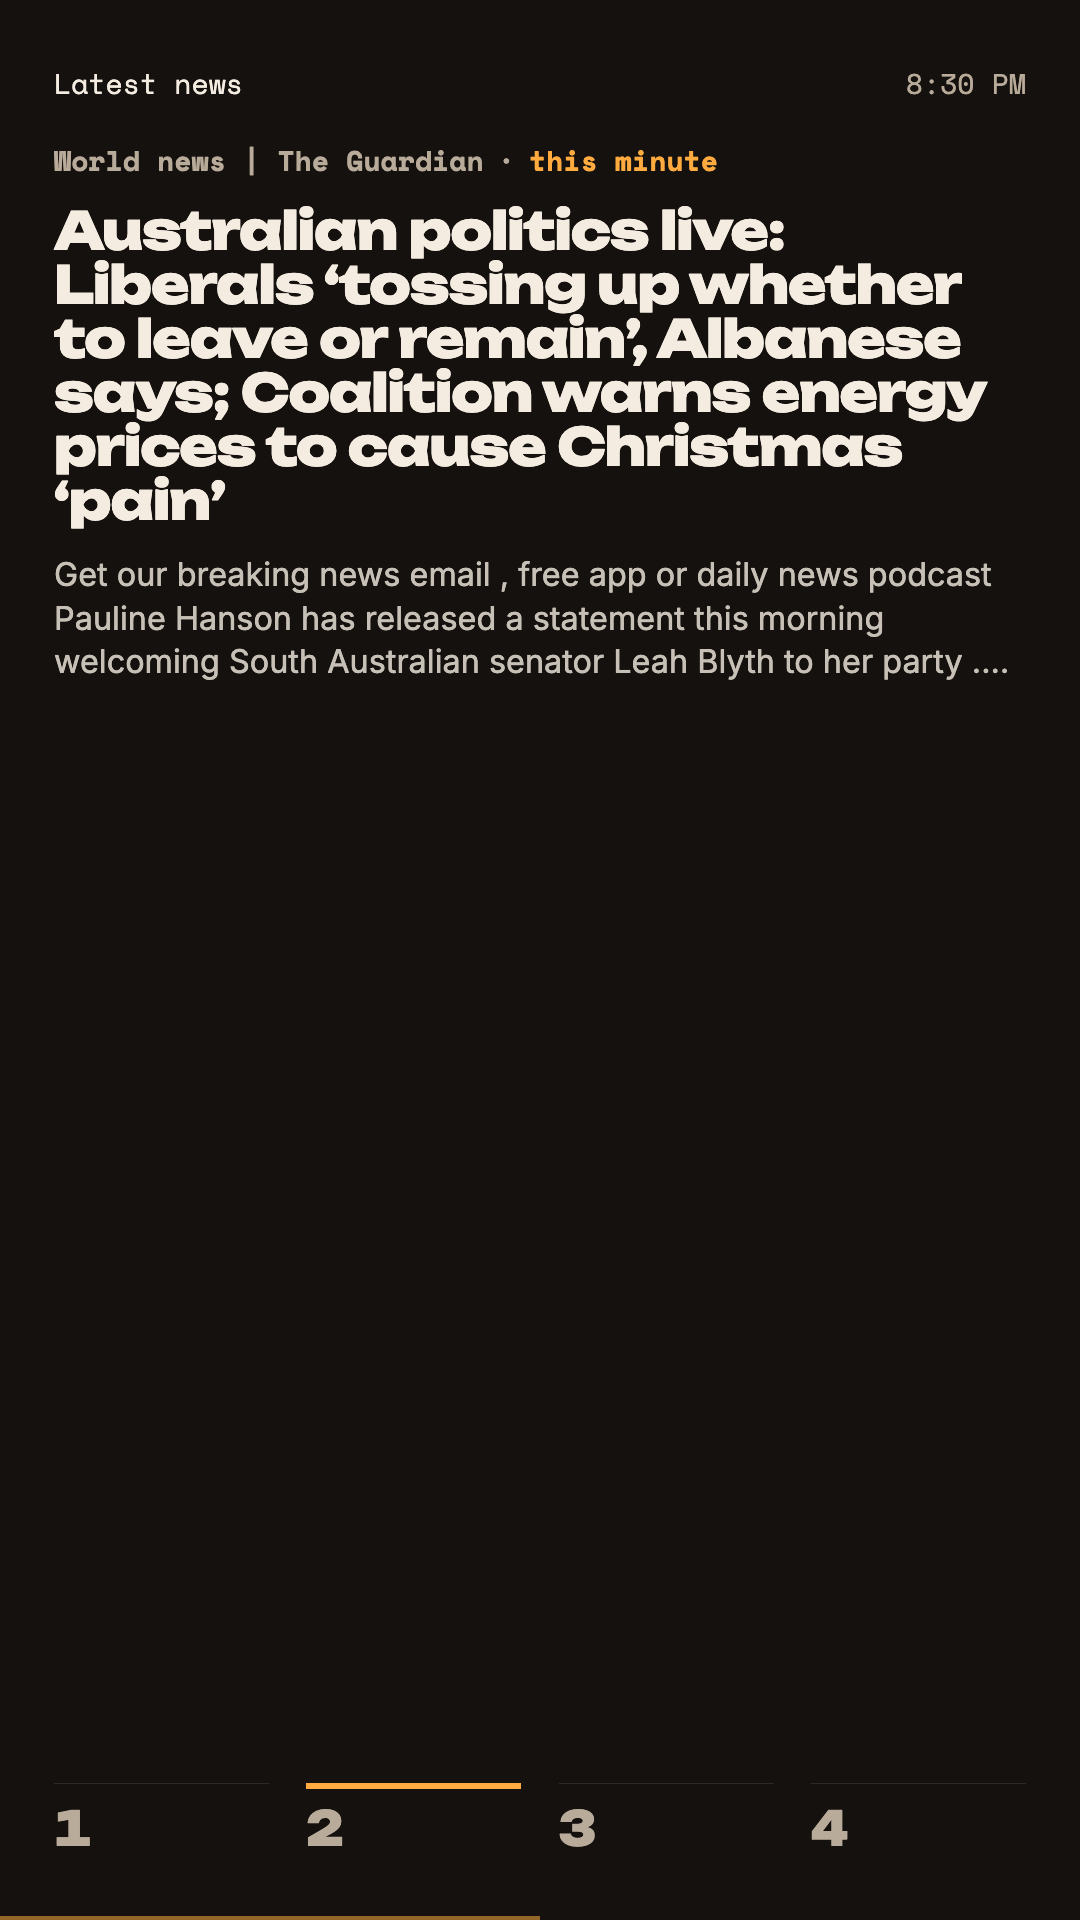 Latest news
8:30 PM
World news | The Guardian · this minute
Australian politics live:
Liberals ‘tossing up whether
to leave or remain’, Albanese
says; Coalition warns energy
prices to cause Christmas
‘pain’
Get our breaking news email , free app or daily news podcast
Pauline Hanson has released a statement this morning
welcoming South Australian senator Leah Blyth to her party ....
1
2
3
4